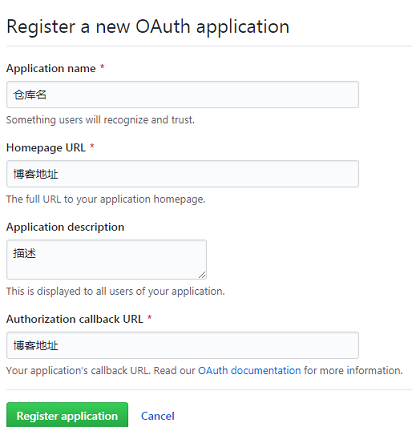 Register a new OAuth application
Application name *
仓库名
Something users will recognize and trust.
Homepage URL *
博客地址
The full URL to your application homepage.
Application description
描述
This is displayed to all users of your application.
Authorization callback URL *
博客地址
Your application's callback URL. Read our OAuth documentation for more information.
Register application Cancel